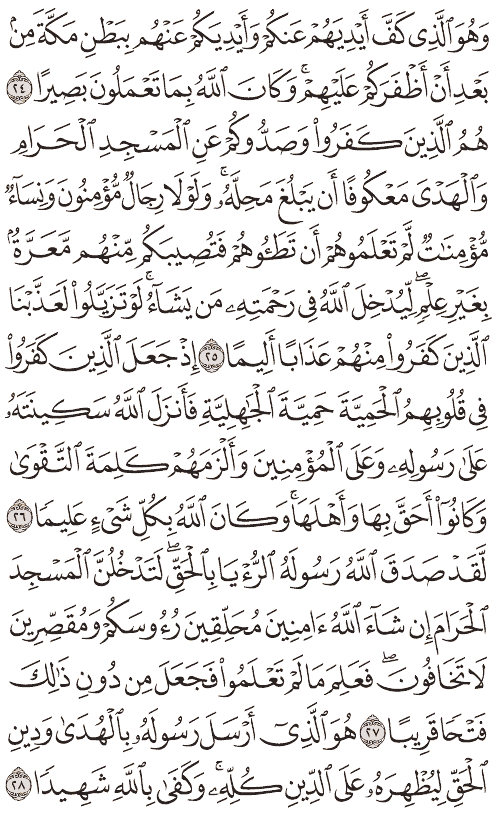 وَهُوَ ٱلَّذِى كَفَّ أَيْدِيَهُمْ عَنكُمْ وَأَيْدِيَكُمْ عَنْهُم بِبَطْنِ مَكَّةَ مِنۢ
بَعْدِ أَنْ أَظْفَرَكُمْ عَلَيْهِمْ ۚ وَكَانَ ٱللَّهُ بِمَا تَعْمَلُونَ بَصِيرًا ٢٤
هُمُ ٱلَّذِينَ كَفَرُوا۟ وَصَدُّوكُمْ عَنِ ٱلْمَسْجِدِ ٱلْحَرَامِ
وَٱلْهَدْىَ مَعْكُوفًا أَن يَبْلُغَ مَحِلَّهُۥ ۚ وَلَوْلَا رِجَالٌ مُّؤْمِنُونَ وَنِسَآءٌ
مُّؤْمِنَٰتٌ لَّمْ تَعْلَمُوهُمْ أَن تَطَـُٔوهُمْ فَتُصِيبَكُم مِّنْهُم مَّعَرَّةٌۢ
بِغَيْرِ عِلْمٍ ۖ لِّيُدْخِلَ ٱللَّهُ فِى رَحْمَتِهِۦ مَن يَشَآءُ ۚ لَوْ تَزَيَّلُوا۟ لَعَذَّبْنَا
ٱلَّذِينَ كَفَرُوا۟ مِنْهُمْ عَذَابًا أَلِيمًا ٢٥ إِذْ جَعَلَ ٱلَّذِينَ كَفَرُوا۟
فِى قُلُوبِهِمُ ٱلْحَمِيَّةَ حَمِيَّةَ ٱلْجَٰهِلِيَّةِ فَأَنزَلَ ٱللَّهُ سَكِينَتَهُۥ
عَلَىٰ رَسُولِهِۦ وَعَلَى ٱلْمُؤْمِنِينَ وَأَلْزَمَهُمْ كَلِمَةَ ٱلتَّقْوَىٰ
وَكَانُوٓا۟ أَحَقَّ بِهَا وَأَهْلَهَا ۚ وَكَانَ ٱللَّهُ بِكُلِّ شَىْءٍ عَلِيمًا ٢٦
لَّقَدْ صَدَقَ ٱللَّهُ رَسُولَهُ ٱلرُّءْيَا بِٱلْحَقِّ ۖ لَتَدْخُلُنَّ ٱلْمَسْجِدَ
ٱلْحَرَامَ إِن شَآءَ ٱللَّهُ ءَامِنِينَ مُحَلِّقِينَ رُءُوسَكُمْ وَمُقَصِّرِينَ
لَا تَخَافُونَ ۖ فَعَلِمَ مَا لَمْ تَعْلَمُوا۟ فَجَعَلَ مِن دُونِ ذَٰلِكَ
فَتْحًا قَرِيبًا ٢٧ هُوَ ٱلَّذِىٓ أَرْسَلَ رَسُولَهُۥ بِٱلْهُدَىٰ وَدِينِ
ٱلْحَقِّ لِيُظْهِرَهُۥ عَلَى ٱلدِّينِ كُلِّهِۦ ۚ وَكَفَىٰ بِٱللَّهِ شَهِيدًا ٢٨